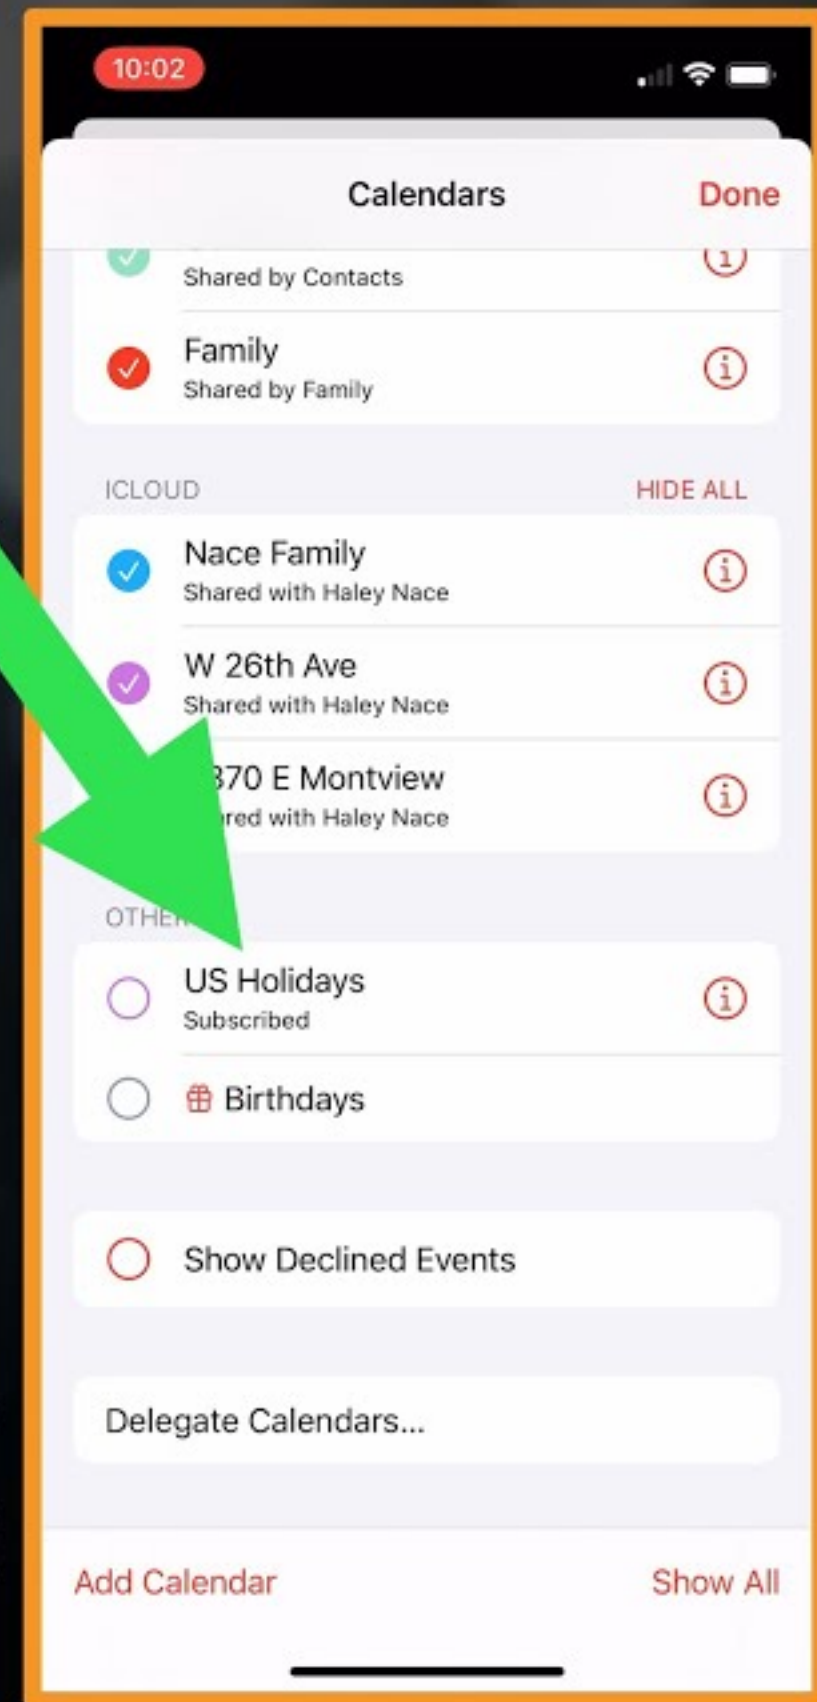 10:02
Calendars
Done
Shared by Contacts
Family
Shared by Family
ICLOUD
HIDE ALL
Nace Family
Shared with Haley Nace
W 26th Ave
Shared with Haley Nace
E Montview
with Haley Nace
US Holidays
Subscribed
Birthdays
Show Declined Events
Delegate Calendars...
Add Calendar
Show All